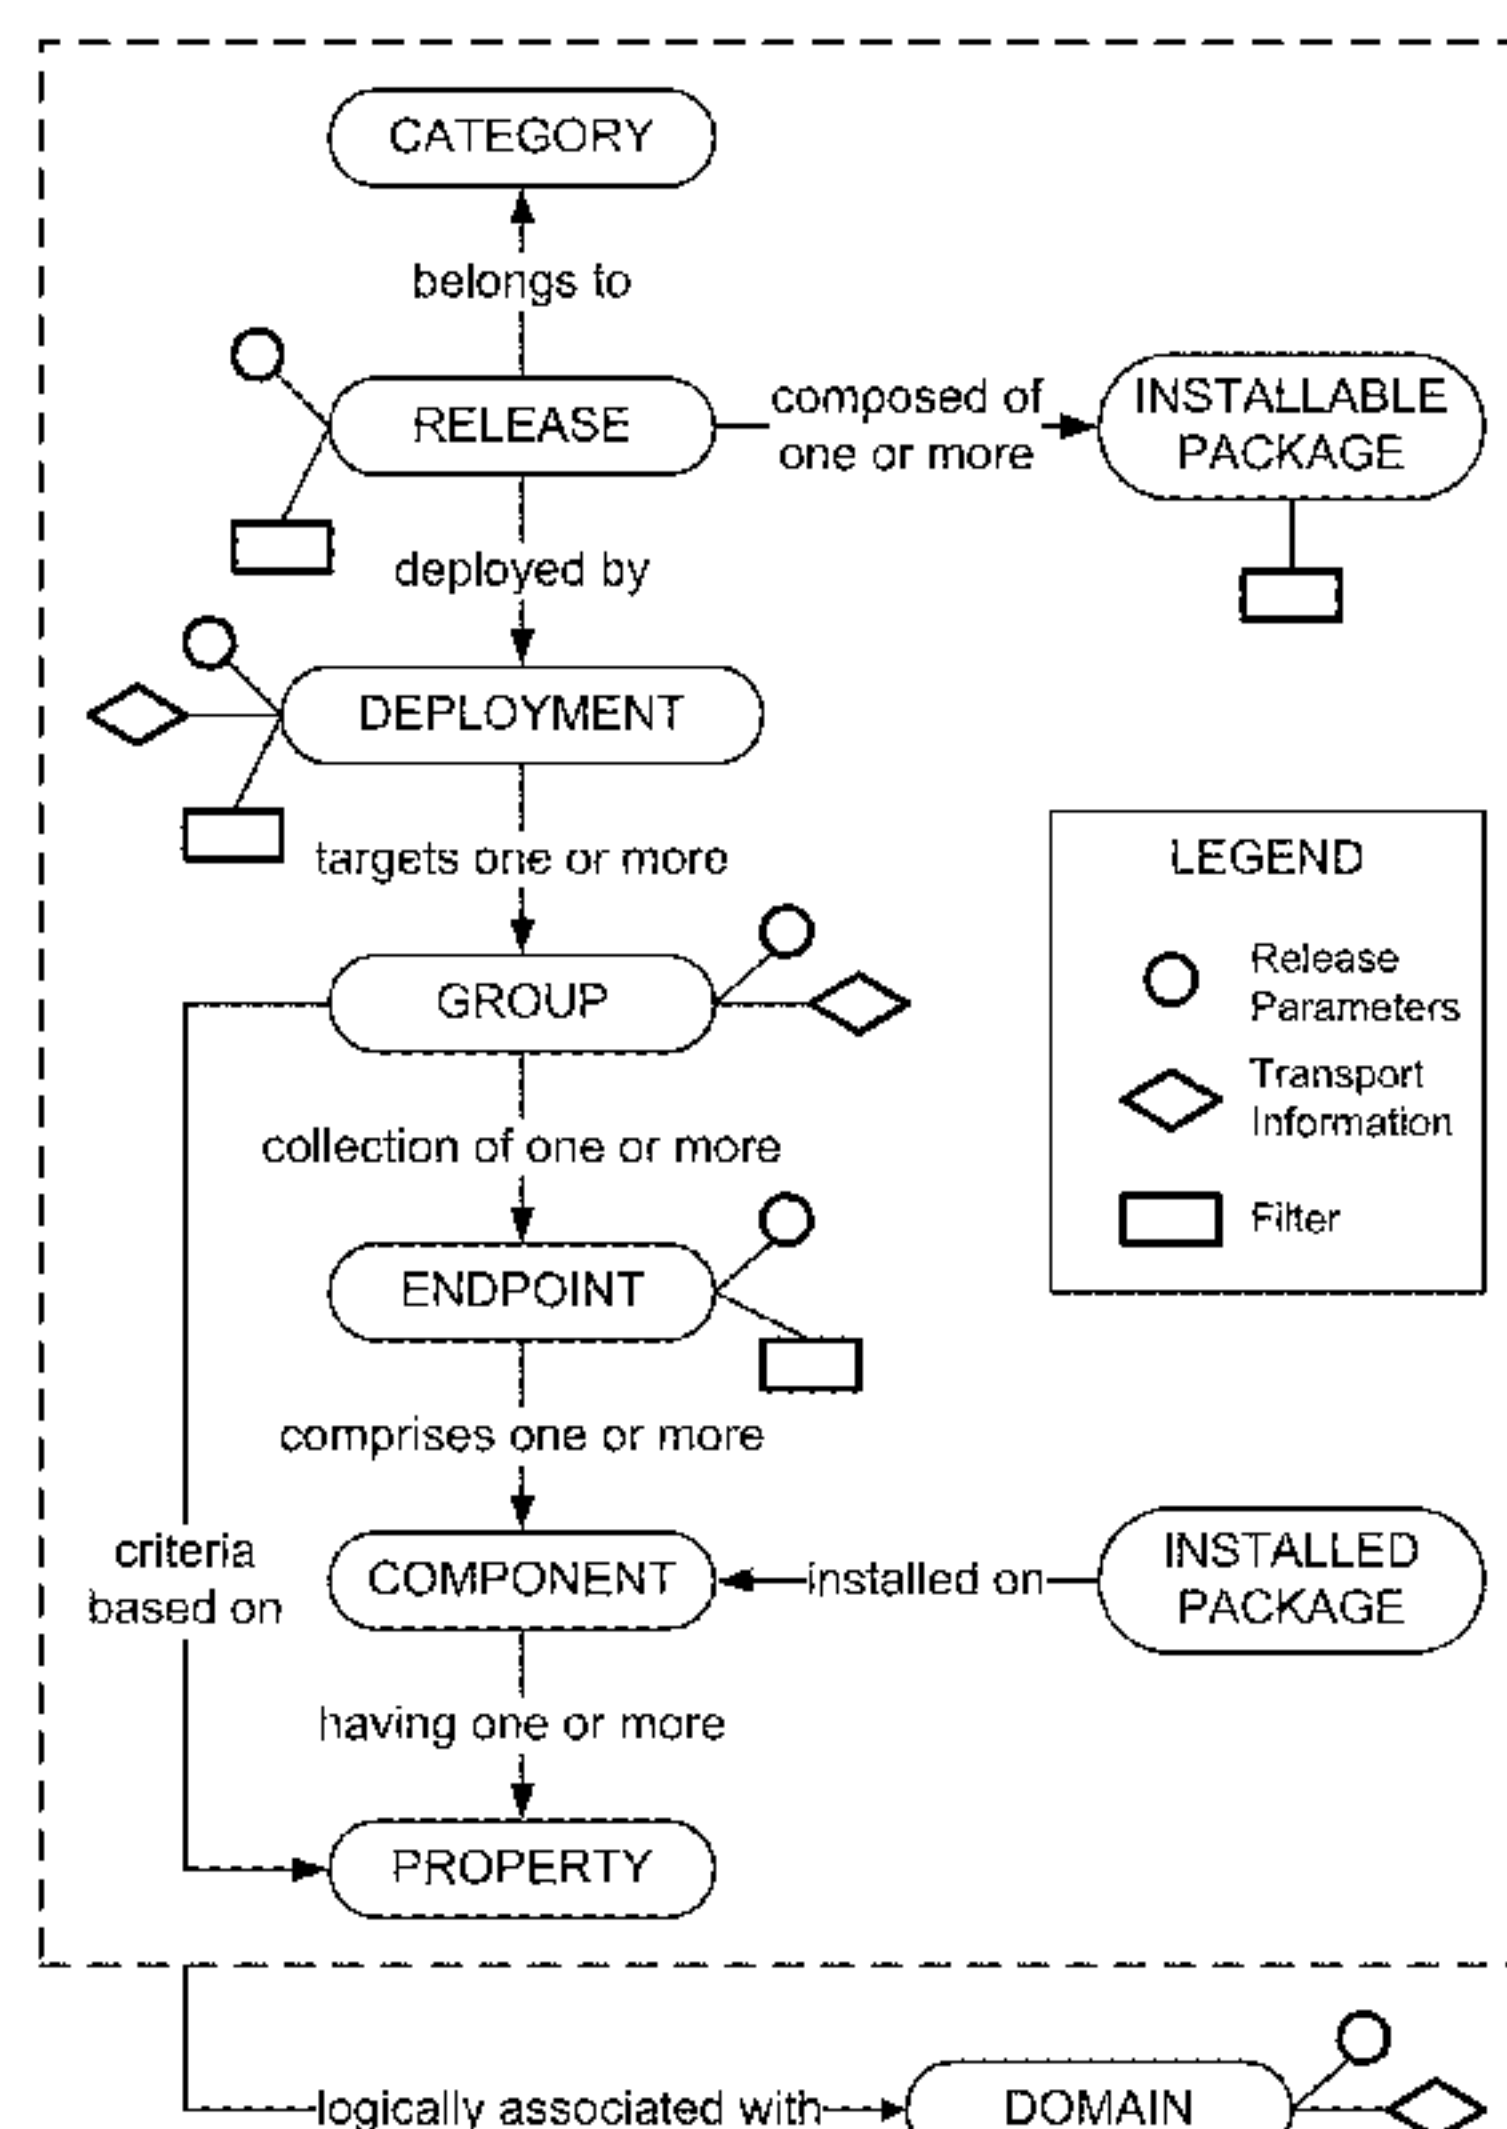 CATEGORY
belongs to
RELEASE
composed of
one or more
INSTALLABLE
PACKAGE
deployed by
DEPLOYMENT
targets one or more
LEGEND
Release
Parameters
Transport
Information
Filter
GROUP
collection of one or more
ENDPOINT
comprises one or more
criteria
based on
COMPONENT
installed on
INSTALLED
PACKAGE
having one or more
PROPERTY
logically associated with
DOMAIN